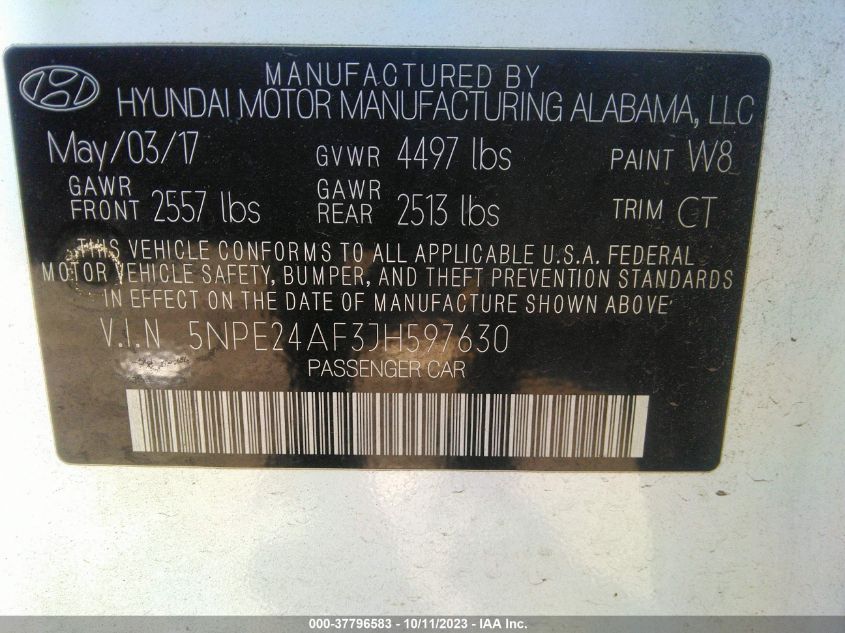 MANUFACTURED BY
HYUNDAI MOTOR MANUFACTURING ALABAMA, LLC
May/03/17 GVWR 4497 lbs PAINT W8
GAWR FRONT 2557 lbs GAWR REAR 2513 lbs TRIM CT
THIS VEHICLE CONFORMS TO ALL APPLICABLE U.S.A. FEDERAL
MOTOR VEHICLE SAFETY, BUMPER, AND THEFT PREVENTION STANDARDS
IN EFFECT ON THE DATE OF MANUFACTURE SHOWN ABOVE
V.I.N 5NPE24AF3JH597630
PASSENGER CAR
000-37796583 - 10/11/2023 - IAA Inc.